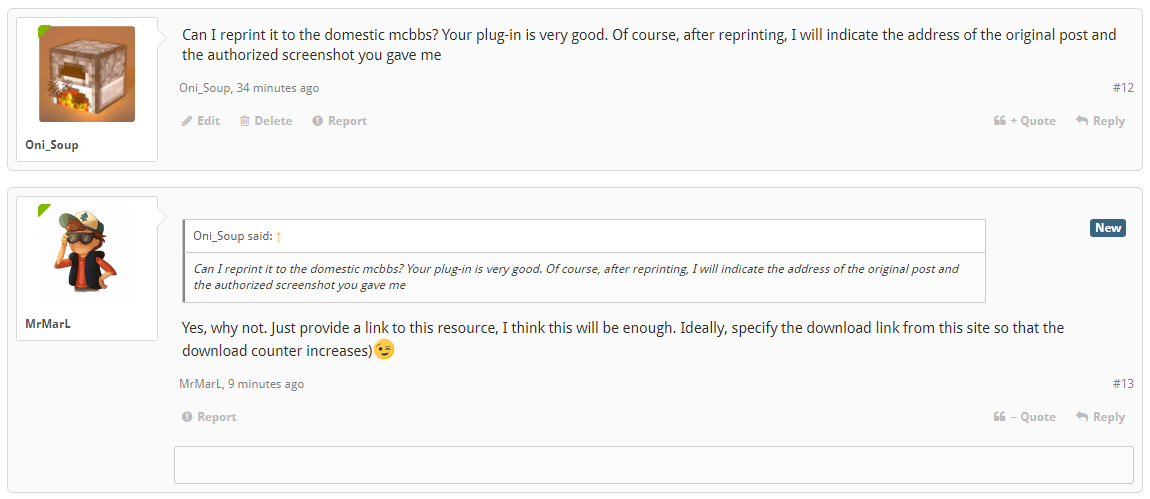 Can I reprint it to the domestic mcbbs? Your plug-in is very good. Of course, after reprinting, I will indicate the address of the original post and
the authorized screenshot you gave me
Oni_Soup, 34 minutes ago
#12
Edit Delete Report
+ Quote Reply
Oni_Soup
New
Oni_Soup said: ↑
Can I reprint it to the domestic mcbbs? Your plug-in is very good. Of course, after reprinting, I will indicate the address of the original post and
the authorized screenshot you gave me
MrMarL
Yes, why not. Just provide a link to this resource, I think this will be enough. Ideally, specify the download link from this site so that the
download counter increases)😉
MrMarL, 9 minutes ago
#13
Report
– Quote Reply